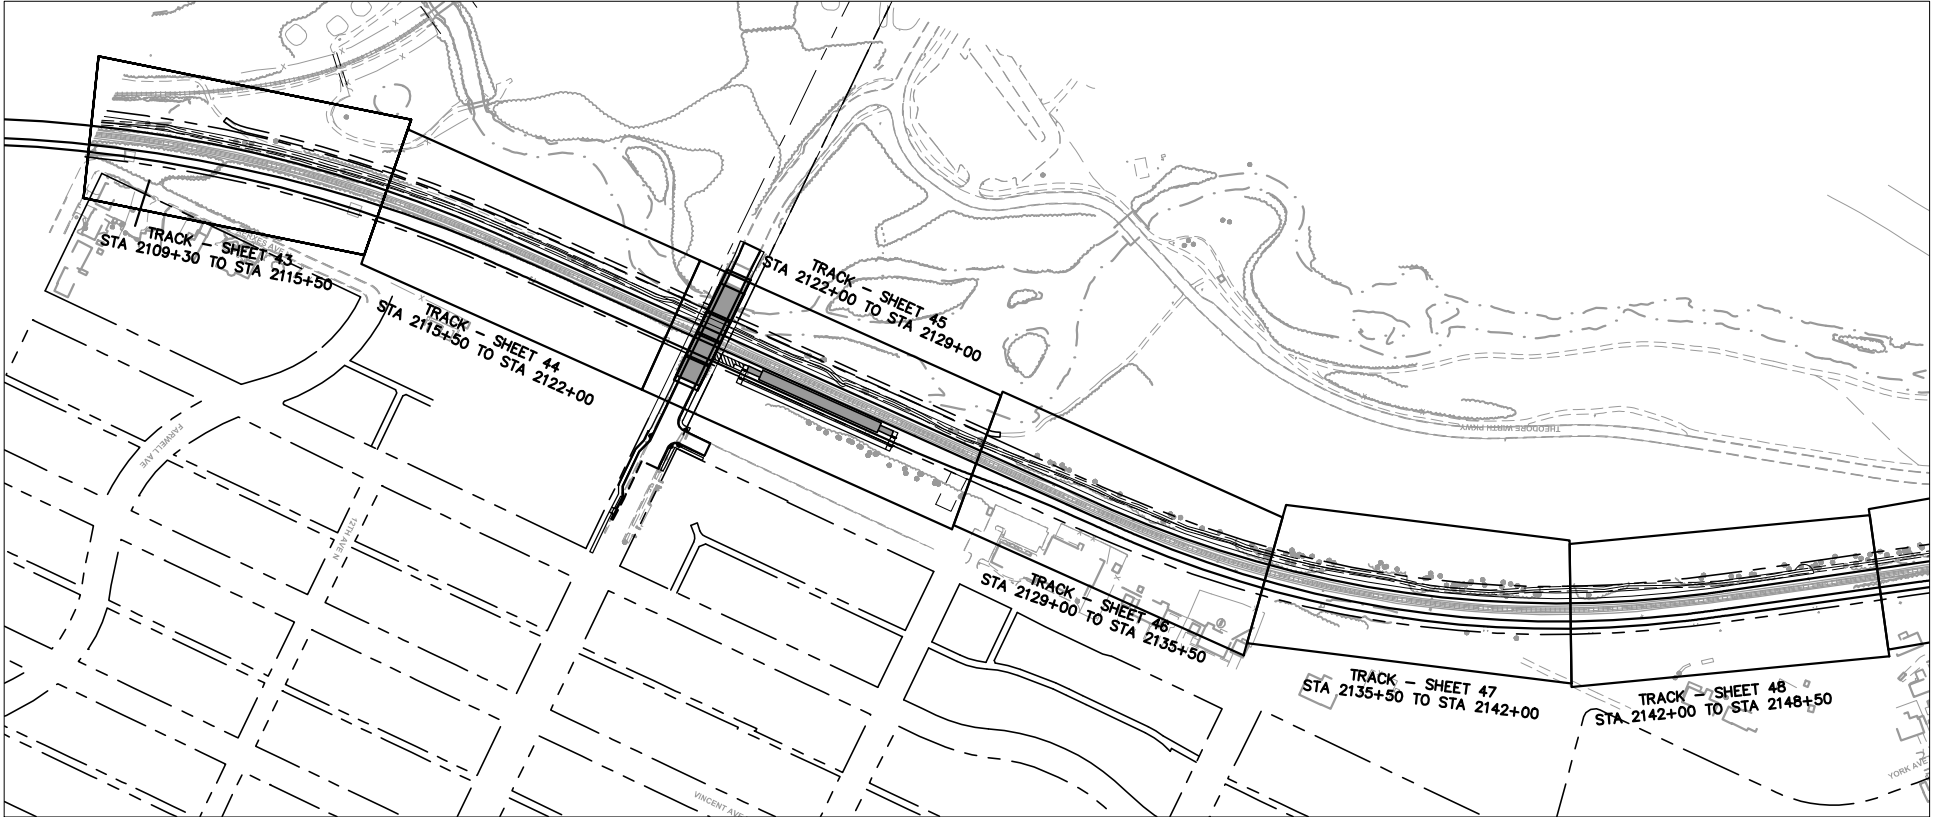 TRACK – SHEET 43
STA 2109+30 TO STA 2115+50
TRACK – SHEET 44
STA 2115+50 TO STA 2122+00
TRACK – SHEET 45
STA 2122+00 TO STA 2129+00
TRACK – SHEET 46
STA 2129+00 TO STA 2135+50
TRACK – SHEET 47
STA 2135+50 TO STA 2142+00
TRACK – SHEET 48
STA 2142+00 TO STA 2148+50
THEODORE WIRTH PKWY
FARWELL AVE
12TH AVE N
VINCENT AVE
YORK AVE